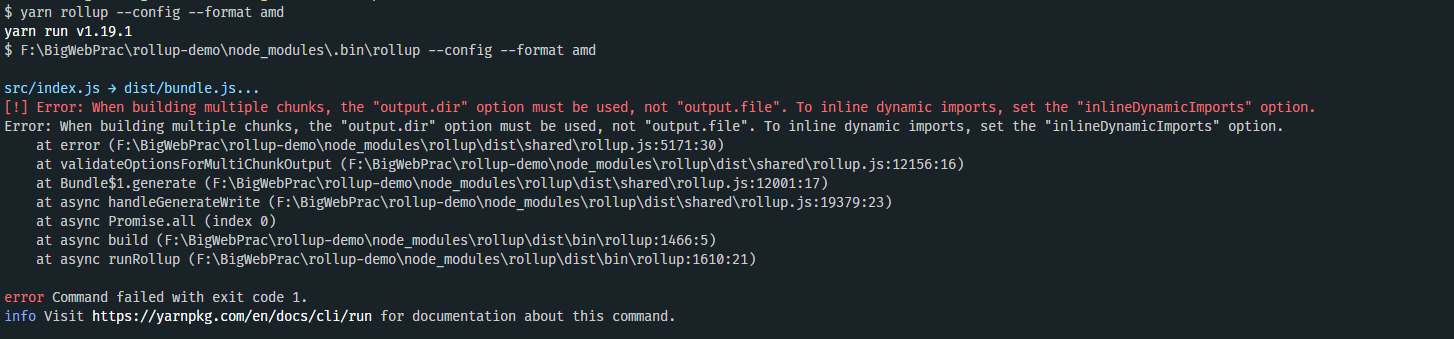 $ yarn rollup --config --format amd
yarn run v1.19.1
$ F:\BigWebPrac\rollup-demo\node_modules\.bin\rollup --config --format amd
src/index.js → dist/bundle.js...
[!] Error: When building multiple chunks, the "output.dir" option must be used, not "output.file". To inline dynamic imports, set the "inlineDynamicImports" option.
Error: When building multiple chunks, the "output.dir" option must be used, not "output.file". To inline dynamic imports, set the "inlineDynamicImports" option.
    at error (F:\BigWebPrac\rollup-demo\node_modules\rollup\dist\shared\rollup.js:5171:30)
    at validateOptionsForMultiChunkOutput (F:\BigWebPrac\rollup-demo\node_modules\rollup\dist\shared\rollup.js:12156:16)
    at Bundle$1.generate (F:\BigWebPrac\rollup-demo\node_modules\rollup\dist\shared\rollup.js:12001:17)
    at async handleGenerateWrite (F:\BigWebPrac\rollup-demo\node_modules\rollup\dist\shared\rollup.js:19379:23)
    at async Promise.all (index 0)
    at async build (F:\BigWebPrac\rollup-demo\node_modules\rollup\dist\bin\rollup:1466:5)
    at async runRollup (F:\BigWebPrac\rollup-demo\node_modules\rollup\dist\bin\rollup:1610:21)
error Command failed with exit code 1.
info Visit https://yarnpkg.com/en/docs/cli/run for documentation about this command.